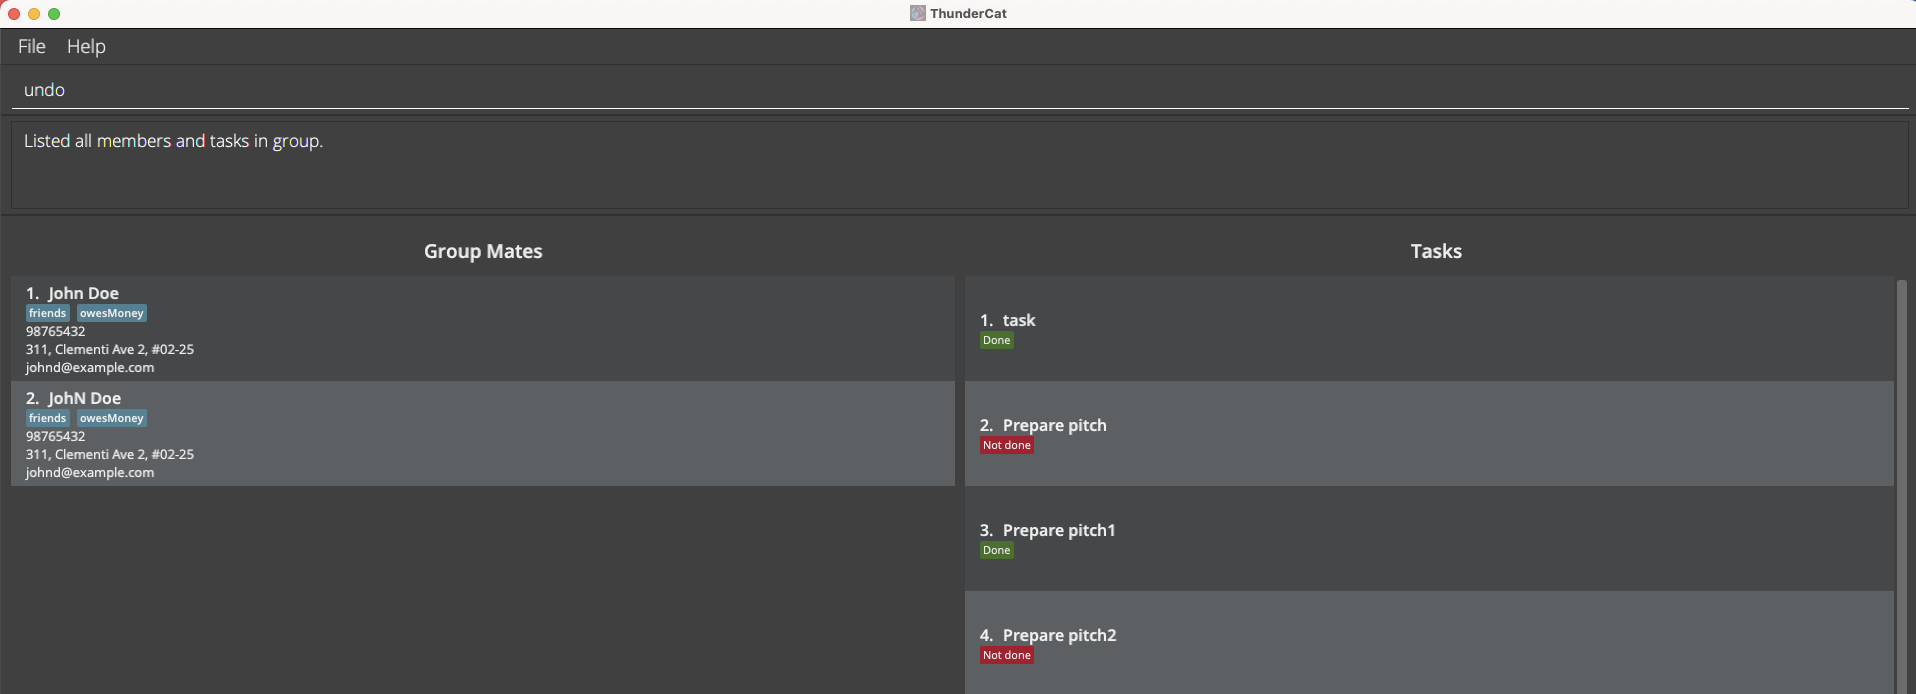 ThunderCat
File Help
undo
Listed all members and tasks in group.
Group Mates
1. John Doe
friends owesMoney
98765432
311, Clementi Ave 2, #02-25
johnd@example.com
2. JohN Doe
friends owesMoney
98765432
311, Clementi Ave 2, #02-25
johnd@example.com
Tasks
1. task
Done
2. Prepare pitch
Not done
3. Prepare pitch1
Done
4. Prepare pitch2
Not done